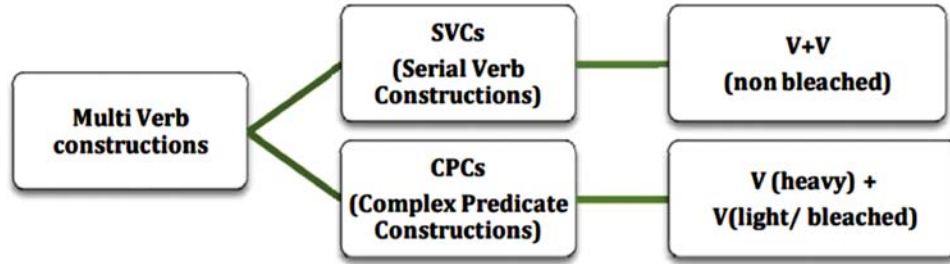 Multi Verb
constructions
SVCs
(Serial Verb
Constructions)
V+V
(non bleached)
CPCs
(Complex Predicate
Constructions)
V (heavy) +
V(light/ bleached)